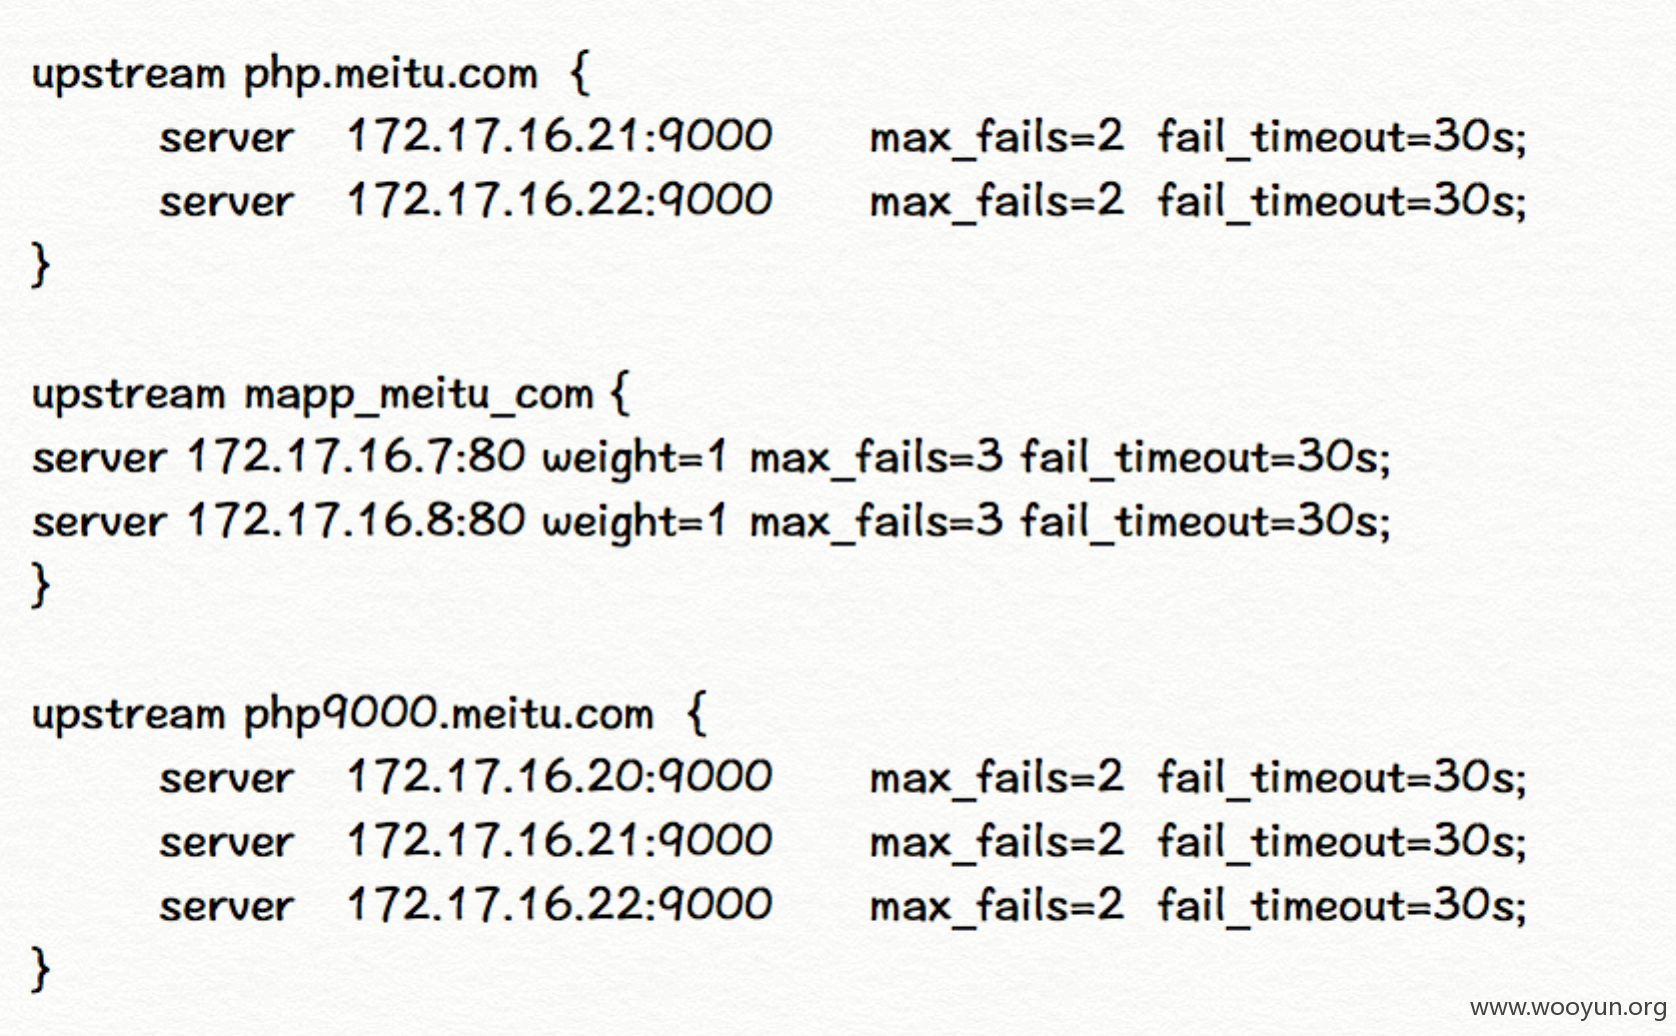 upstream php.meitu.com {
server 172.17.16.21:9000 max_fails=2 fail_timeout=30s;
server 172.17.16.22:9000 max_fails=2 fail_timeout=30s;
}
upstream mapp_meitu_com {
server 172.17.16.7:80 weight=1 max_fails=3 fail_timeout=30s;
server 172.17.16.8:80 weight=1 max_fails=3 fail_timeout=30s;
}
upstream php9000.meitu.com {
server 172.17.16.20:9000 max_fails=2 fail_timeout=30s;
server 172.17.16.21:9000 max_fails=2 fail_timeout=30s;
server 172.17.16.22:9000 max_fails=2 fail_timeout=30s;
}
www.wooyun.org